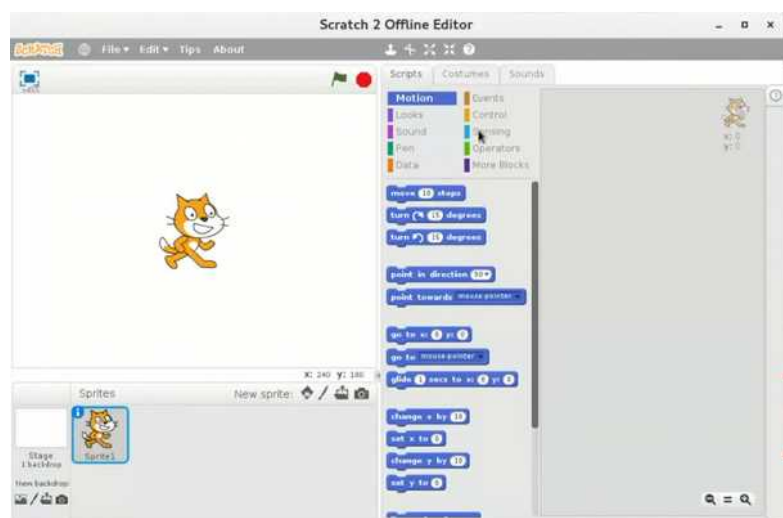 Scratch 2 Offline Editor
SCRATCH File Edit Tips About
Scripts Costumes Sounds
Motion Events
Looks Control
Sound Sensing
Pen Operators
Data More Blocks
x: 0
y: 0
move 10 steps
turn 15 degrees
turn 15 degrees
point in direction 90
point towards mouse-pointer
go to x: 0 y: 0
go to mouse-pointer
glide 1 secs to x: 0 y: 0
change x by 10
set x to 0
change y by 10
set y to 0
x: 240 y: 180
Sprites New sprite:
Sprite1
Stage
1 backdrop
New backdrop: